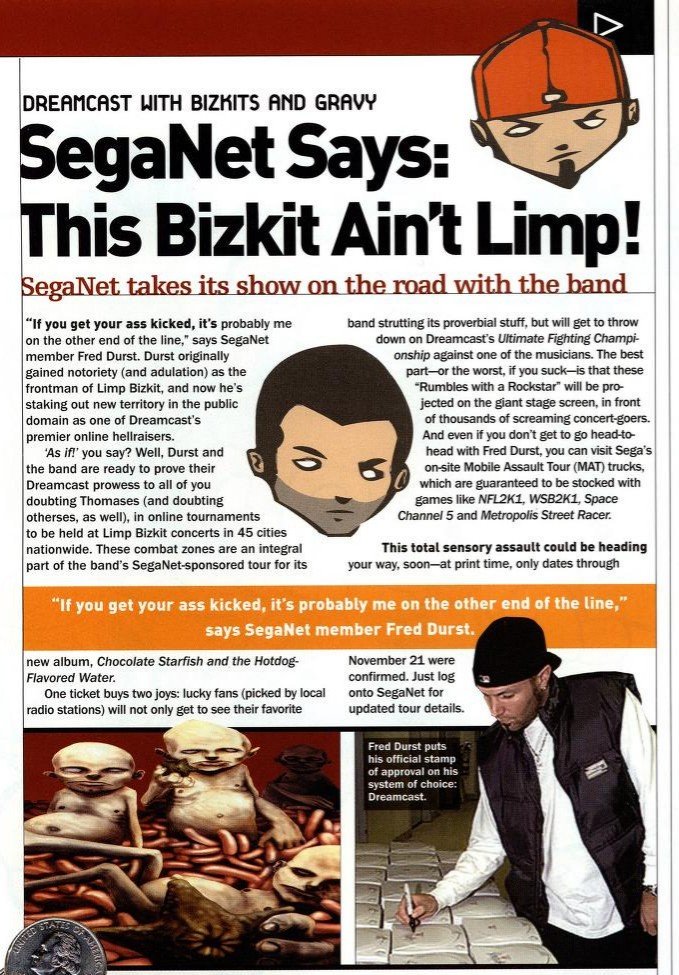 DREAMCAST WITH BIZKITS AND GRAVY
SegaNet Says:
This Bizkit Ain't Limp!
SegaNet takes its show on the road with the band
"If you get your ass kicked, it's probably me
on the other end of the line," says SegaNet
member Fred Durst. Durst originally
gained notoriety (and adulation) as the
frontman of Limp Bizkit, and now he's
staking out new territory in the public
domain as one of Dreamcast's
premier online hellraisers.
'As if!' you say? Well, Durst and
the band are ready to prove their
Dreamcast prowess to all of you
doubting Thomases (and doubting
otherses, as well), in online tournaments
to be held at Limp Bizkit concerts in 45 cities
nationwide. These combat zones are an integral
part of the band's SegaNet-sponsored tour for its
band strutting its proverbial stuff, but will get to throw
down on Dreamcast's Ultimate Fighting Champi-
onship against one of the musicians. The best
part—or the worst, if you suck—is that these
"Rumbles with a Rockstar" will be pro-
jected on the giant stage screen, in front
of thousands of screaming concert-goers.
And even if you don't get to go head-to-
head with Fred Durst, you can visit Sega's
on-site Mobile Assault Tour (MAT) trucks,
which are guaranteed to be stocked with
games like NFL2K1, WSB2K1, Space
Channel 5 and Metropolis Street Racer.
This total sensory assault could be heading
your way, soon—at print time, only dates through
"If you get your ass kicked, it's probably me on the other end of the line,"
says SegaNet member Fred Durst.
new album, Chocolate Starfish and the Hotdog-
Flavored Water.
One ticket buys two joys: lucky fans (picked by local
radio stations) will not only get to see their favorite
November 21 were
confirmed. Just log
onto SegaNet for
updated tour details.
Fred Durst puts
his official stamp
of approval on his
system of choice:
Dreamcast.
UNITED STATES OF AMERICA